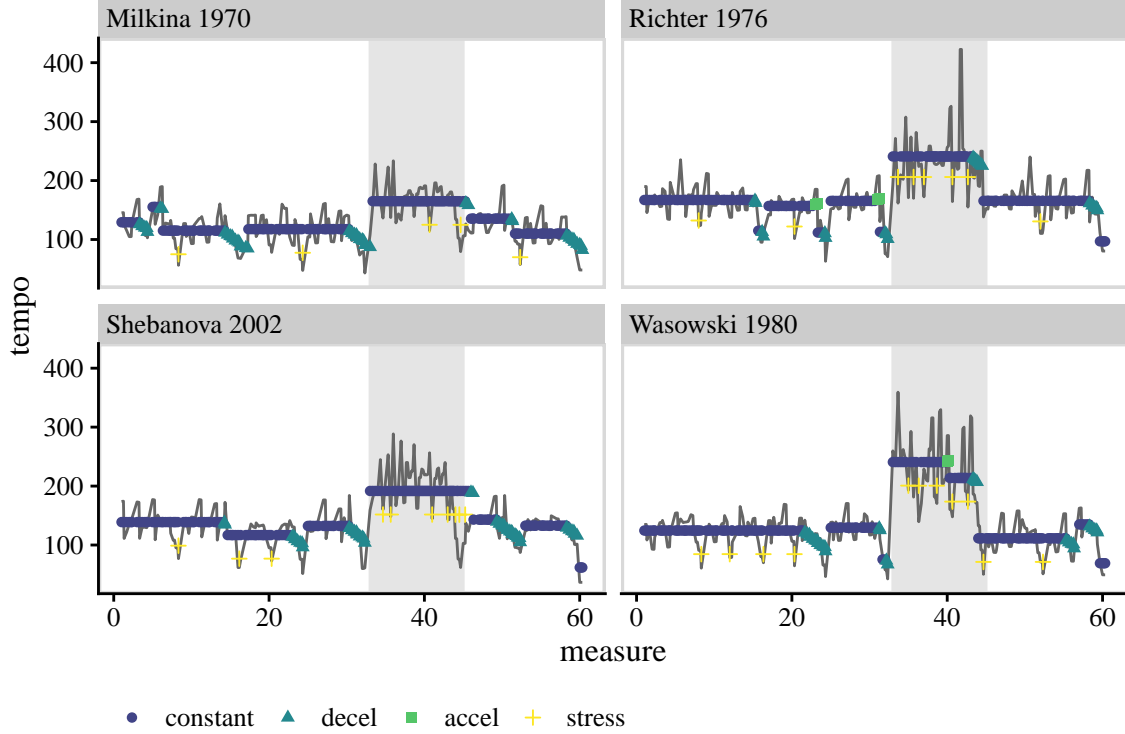 Milkina 1970
Richter 1976
400
300
200
100
Shebanova 2002
Wasowski 1980
400
300
200
100
tempo
0
20
40
60
0
20
40
60
measure
constant
decel
accel
stress